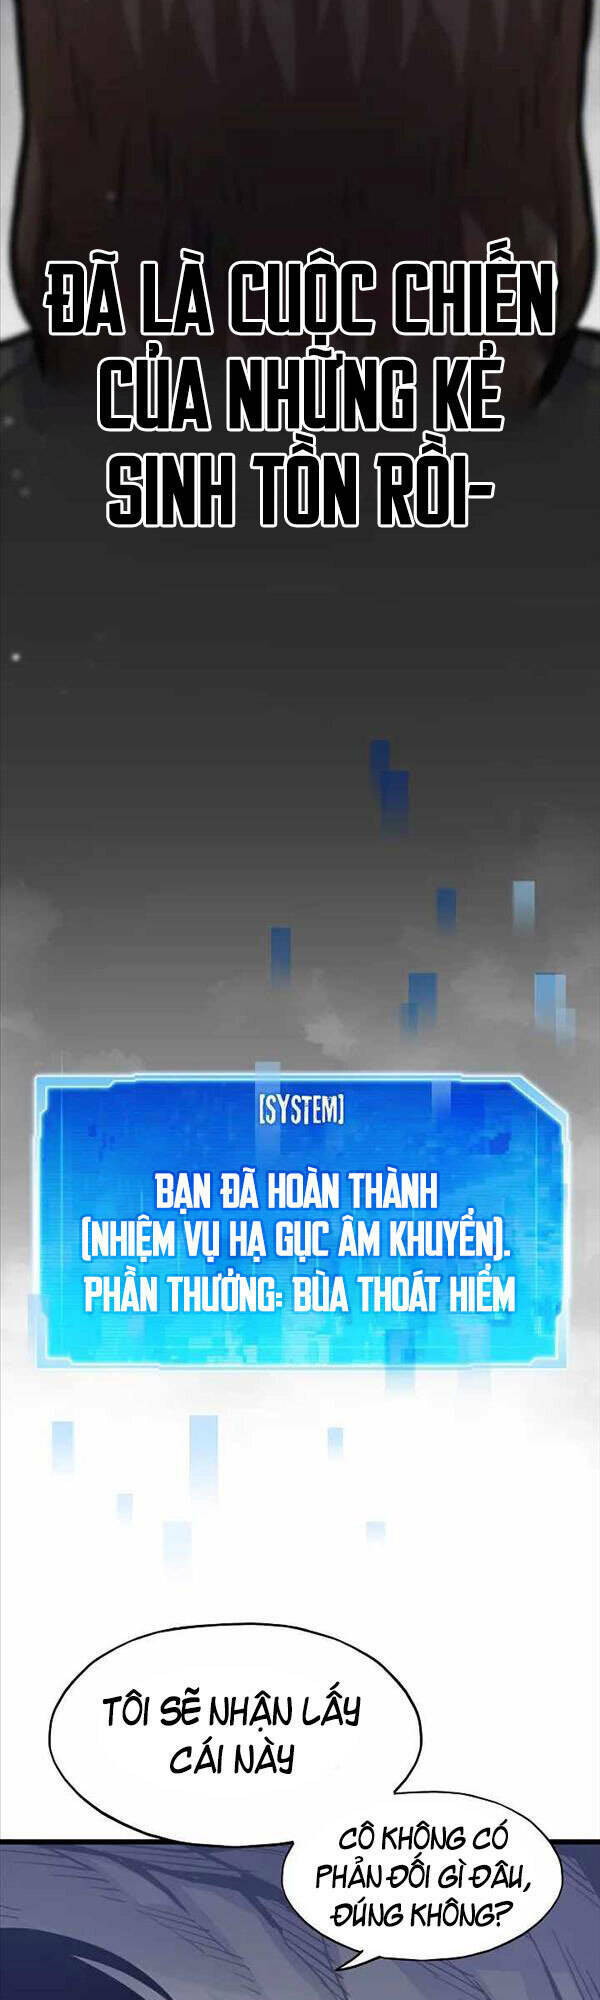 ĐÃ LÀ CUỘC CHIẾN
CỦA NHỮNG KẺ
SINH TỒN RỒI-
[SYSTEM]
BẠN ĐÃ HOÀN THÀNH
(NHIỆM VỤ HẠ GỤC ÂM KHUYỂN).
PHẦN THƯỞNG: BÙA THOÁT HIỂM
TÔI SẼ NHẬN LẤY
CÁI NÀY
CÔ KHÔNG CÓ
PHẢN ĐỐI GÌ ĐÂU,
ĐÚNG KHÔNG?